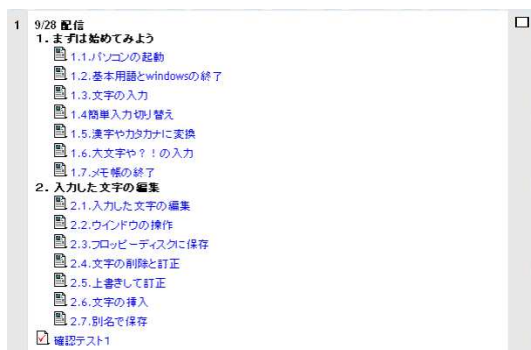 1 9/28 配信
1. まずは始めてみよう
1.1.パソコンの起動
1.2.基本用語とwindowsの終了
1.3.文字の入力
1.4簡単入力切り替え
1.5.漢字やカタカナに変換
1.6.大文字や？！の入力
1.7.メモ帳の終了
2. 入力した文字の編集
2.1.入力した文字の編集
2.2.ウインドウの操作
2.3.フロッピーディスクに保存
2.4.文字の削除と訂正
2.5.上書きして訂正
2.6.文字の挿入
2.7.別名で保存
確認テスト1